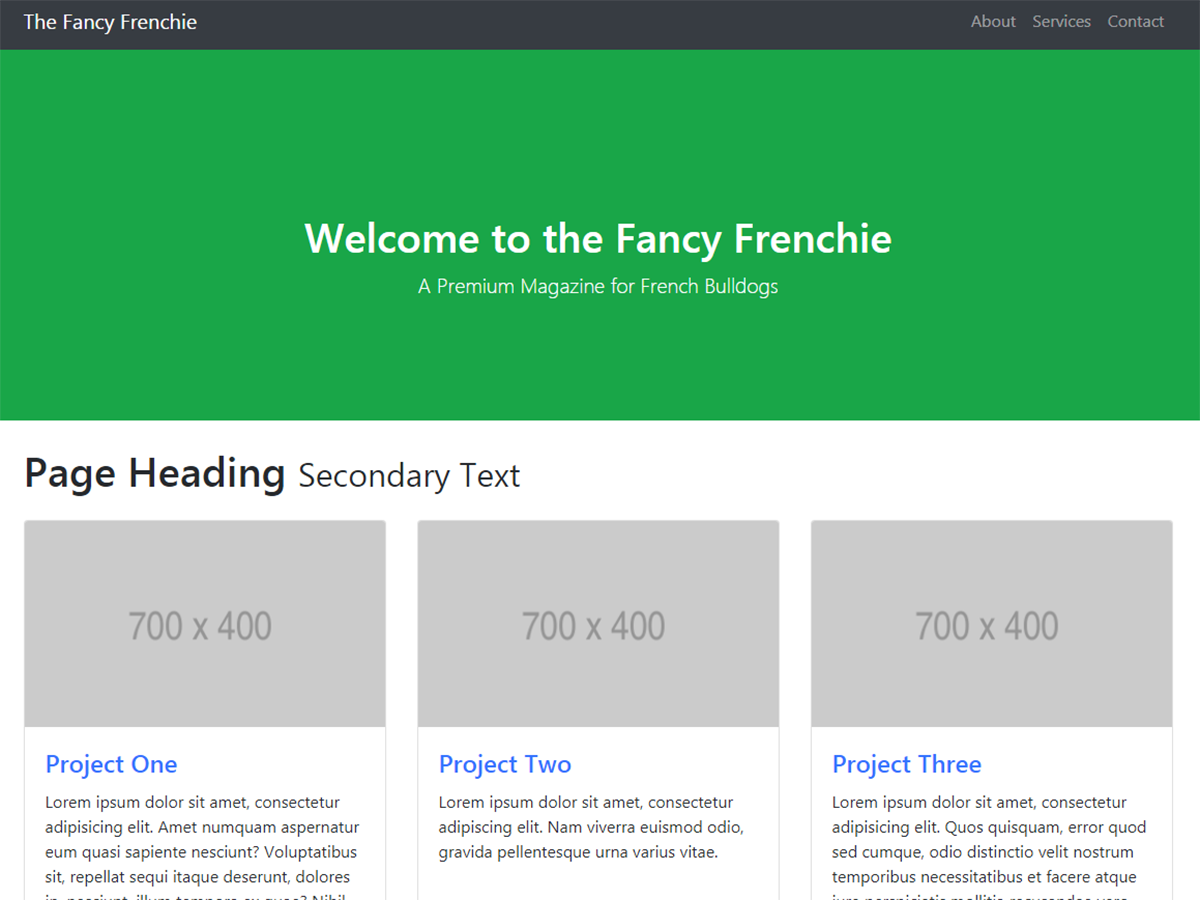 The Fancy Frenchie
About Services Contact
Welcome to the Fancy Frenchie
A Premium Magazine for French Bulldogs
Page Heading Secondary Text
700 x 400
700 x 400
700 x 400
Project One
Lorem ipsum dolor sit amet, consectetur
adipisicing elit. Amet numquam aspernatur
eum quasi sapiente nesciunt? Voluptatibus
sit, repellat sequi itaque deserunt, dolores
Project Two
Lorem ipsum dolor sit amet, consectetur
adipiscing elit. Nam viverra euismod odio,
gravida pellentesque urna varius vitae.
Project Three
Lorem ipsum dolor sit amet, consectetur
adipisicing elit. Quos quisquam, error quod
sed cumque, odio distinctio velit nostrum
temporibus necessitatibus et facere atque